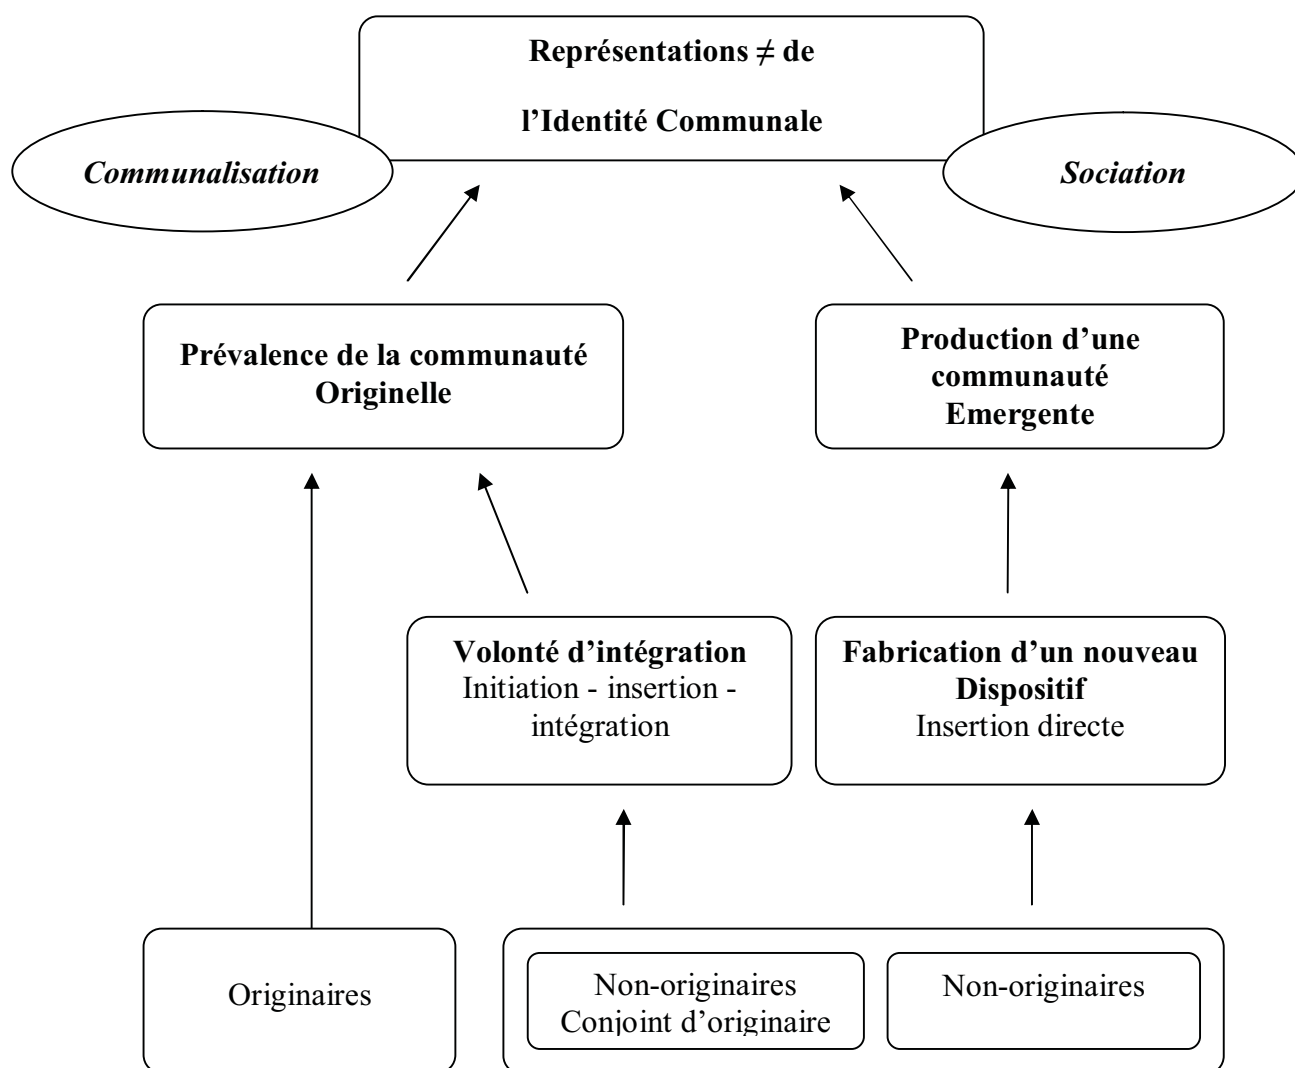 Représentations ≠ de
l’Identité Communale
Communalisation
Sociation
Prévalence de la communauté
Originelle
Production d’une
communauté
Emergente
Volonté d’intégration
Initiation - insertion -
intégration
Fabrication d’un nouveau
Dispositif
Insertion directe
Originaires
Non-originaires
Conjoint d’originaire
Non-originaires